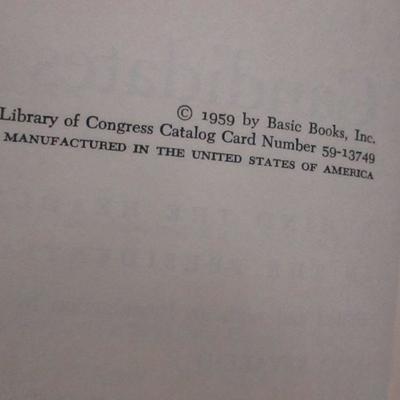 © 1959 by Basic Books, Inc.
Library of Congress Catalog Card Number 59-13749
MANUFACTURED IN THE UNITED STATES OF AMERICA